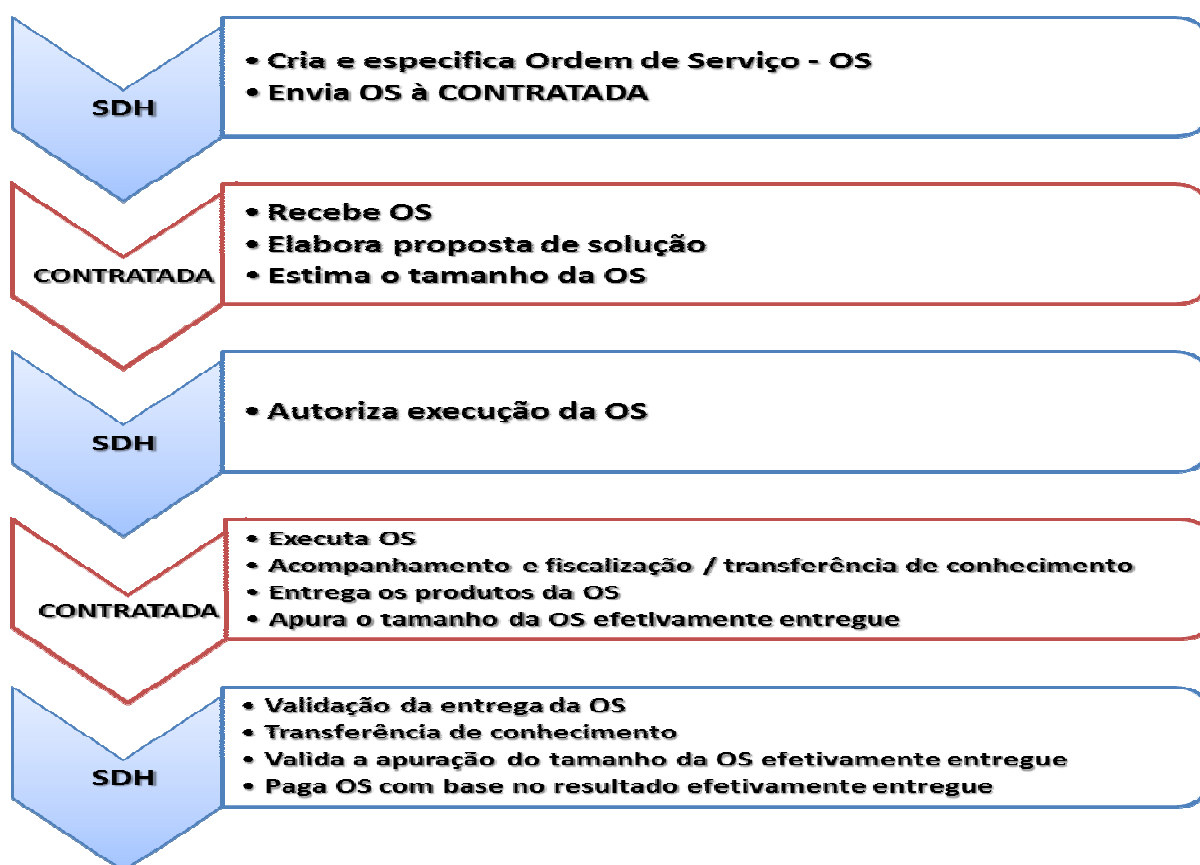 SDH
• Cria e especifica Ordem de Serviço - OS
• Envia OS à CONTRATADA
CONTRATADA
• Recebe OS
• Elabora proposta de solução
• Estima o tamanho da OS
SDH
• Autoriza execução da OS
CONTRATADA
• Executa OS
• Acompanhamento e fiscalização / transferência de conhecimento
• Entrega os produtos da OS
• Apura o tamanho da OS efetivamente entregue
SDH
• Validação da entrega da OS
• Transferência de conhecimento
• Valida a apuração do tamanho da OS efetivamente entregue
• Paga OS com base no resultado efetivamente entregue